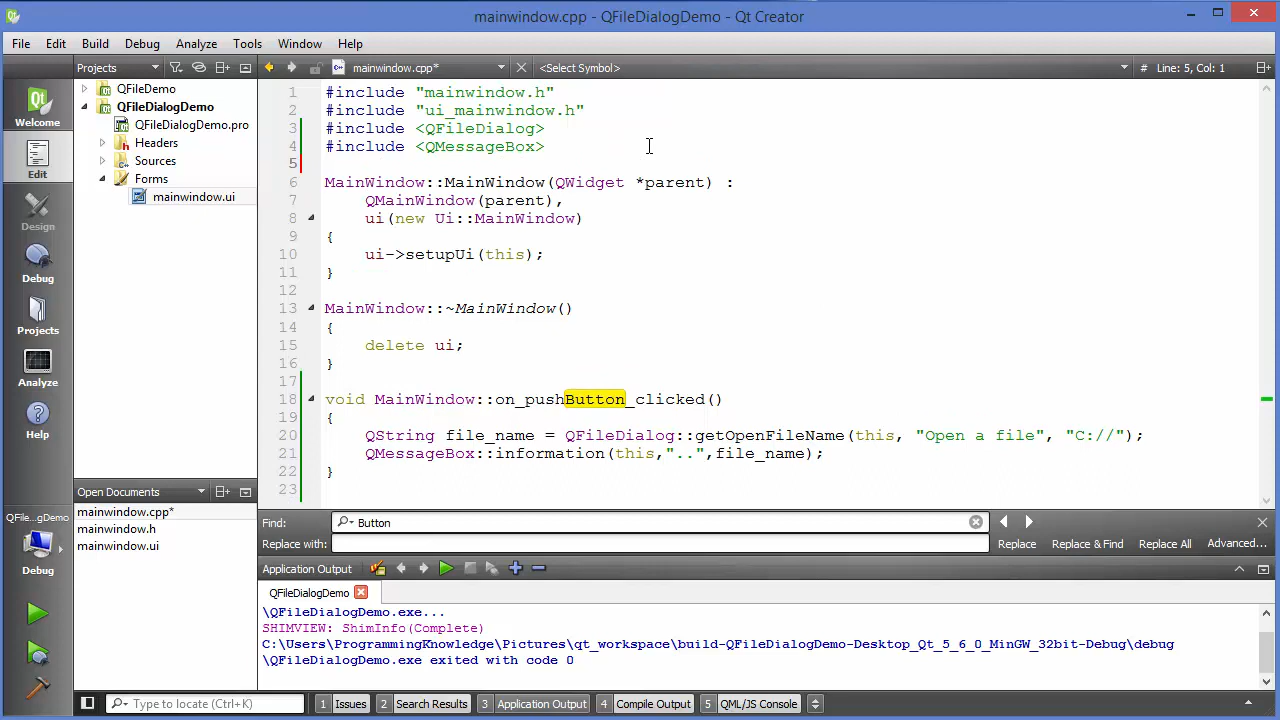 mainwindow.cpp - QFileDialogDemo - Qt Creator
File Edit Build Debug Analyze Tools Window Help
Projects mainwindow.cpp* <Select Symbol> # Line: 5, Col: 1
Qt
Welcome
Edit
Design
Debug
Projects
Analyze
Help
QFile...gDemo
Debug
QFileDemo
QFileDialogDemo
QFileDialogDemo.pro
Headers
Sources
Forms
mainwindow.ui
Open Documents
mainwindow.cpp*
mainwindow.h
mainwindow.ui
1 #include "mainwindow.h"
2 #include "ui_mainwindow.h"
3 #include <QFileDialog>
4 #include <QMessageBox>
5
6 MainWindow::MainWindow(QWidget *parent) :
7 QMainWindow(parent),
8 ui(new Ui::MainWindow)
9 {
10 ui->setupUi(this);
11 }
12
13 MainWindow::~MainWindow()
14 {
15 delete ui;
16 }
17
18 void MainWindow::on_pushButton_clicked()
19 {
20 QString file_name = QFileDialog::getOpenFileName(this, "Open a file", "C://");
21 QMessageBox::information(this,"..",file_name);
22 }
23
Find: Button
Replace with: Replace Replace & Find Replace All Advanced...
Application Output
QFileDialogDemo
\QFileDialogDemo.exe...
SHIMVIEW: ShimInfo(Complete)
C:\Users\ProgrammingKnowledge\Pictures\qt_workspace\build-QFileDialogDemo-Desktop_Qt_5_6_0_MinGW_32bit-Debug\debug
\QFileDialogDemo.exe exited with code 0
Type to locate (Ctrl+K) 1 Issues 2 Search Results 3 Application Output 4 Compile Output 5 QML/JS Console